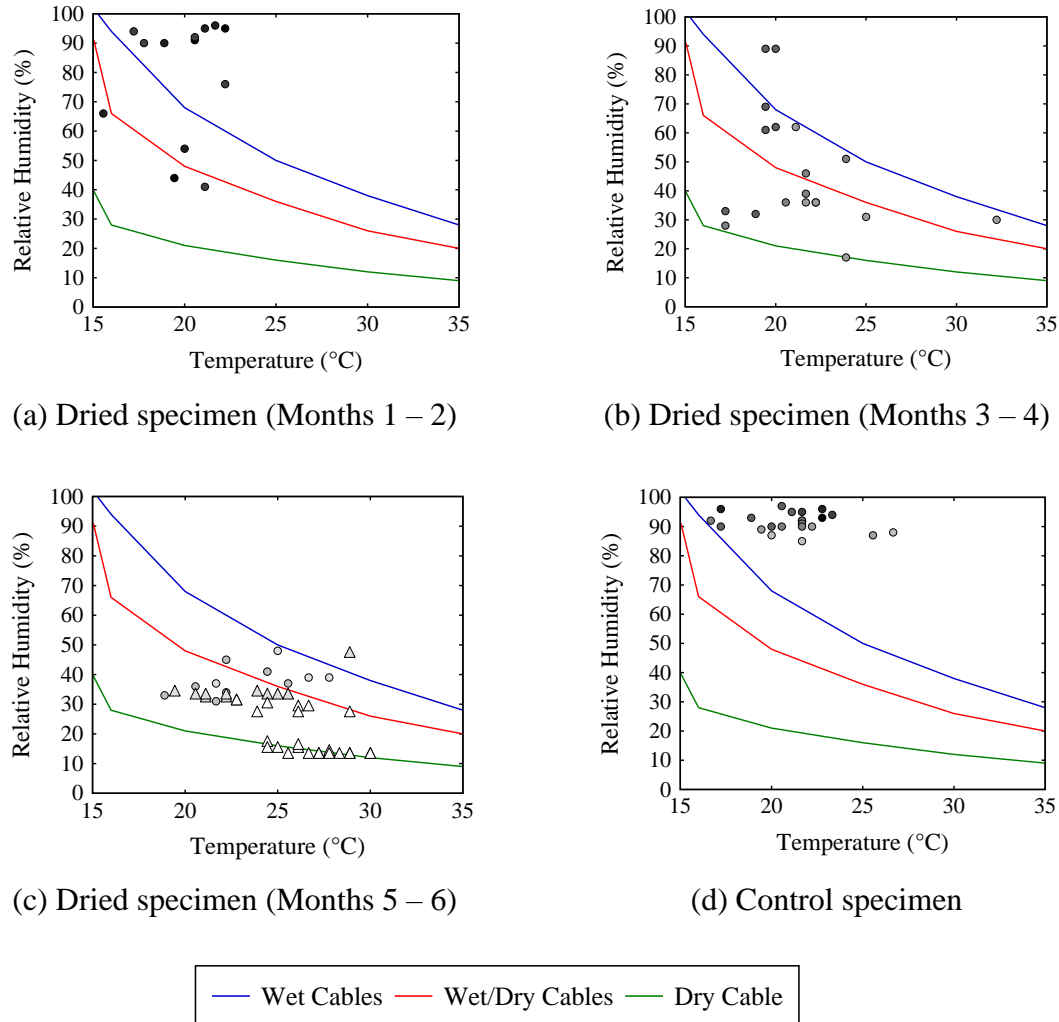 100
90
80
70
60
50
40
30
20
10
0
15 20 25 30 35
Relative Humidity (%)
Temperature (°C)
(a) Dried specimen (Months 1 – 2)
100
90
80
70
60
50
40
30
20
10
0
15 20 25 30 35
Relative Humidity (%)
Temperature (°C)
(b) Dried specimen (Months 3 – 4)
100
90
80
70
60
50
40
30
20
10
0
15 20 25 30 35
Relative Humidity (%)
Temperature (°C)
(c) Dried specimen (Months 5 – 6)
100
90
80
70
60
50
40
30
20
10
0
15 20 25 30 35
Relative Humidity (%)
Temperature (°C)
(d) Control specimen
Wet Cables Wet/Dry Cables Dry Cable